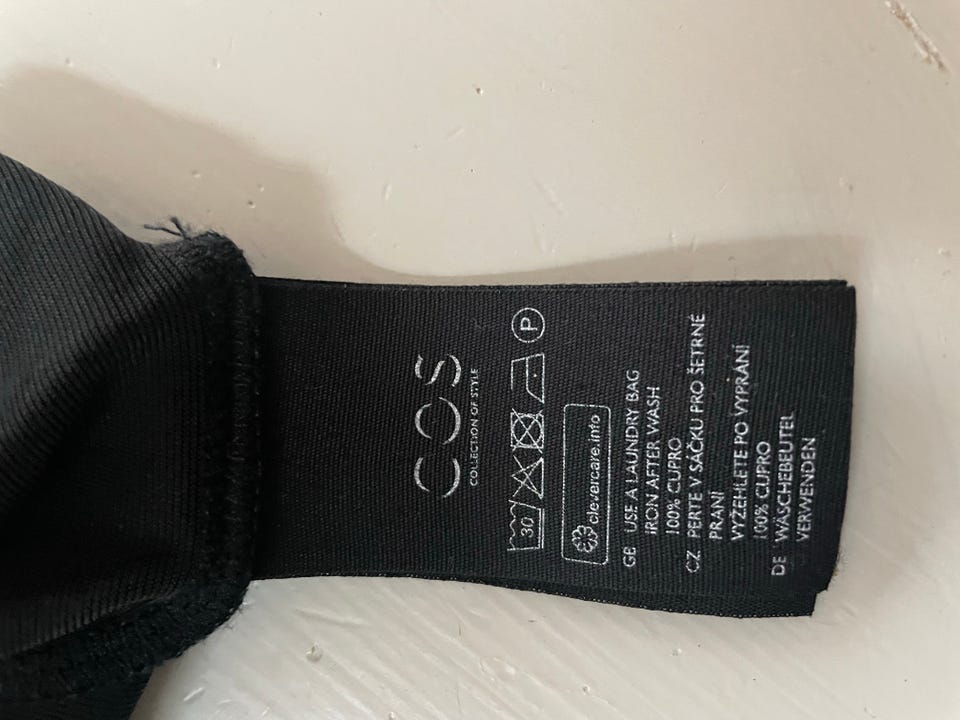 COS
COLLECTION OF STYLE
30 P
clevercare.info
GB USE A LAUNDRY BAG
IRON AFTER WASH
100% CUPRO
CZ PERTE V SÁČKU PRO ŠETRNÉ
PRANÍ
VYŽEHLETE PO VYPRÁNÍ
100% CUPRO
DE WÄSCHEBEUTEL
VERWENDEN